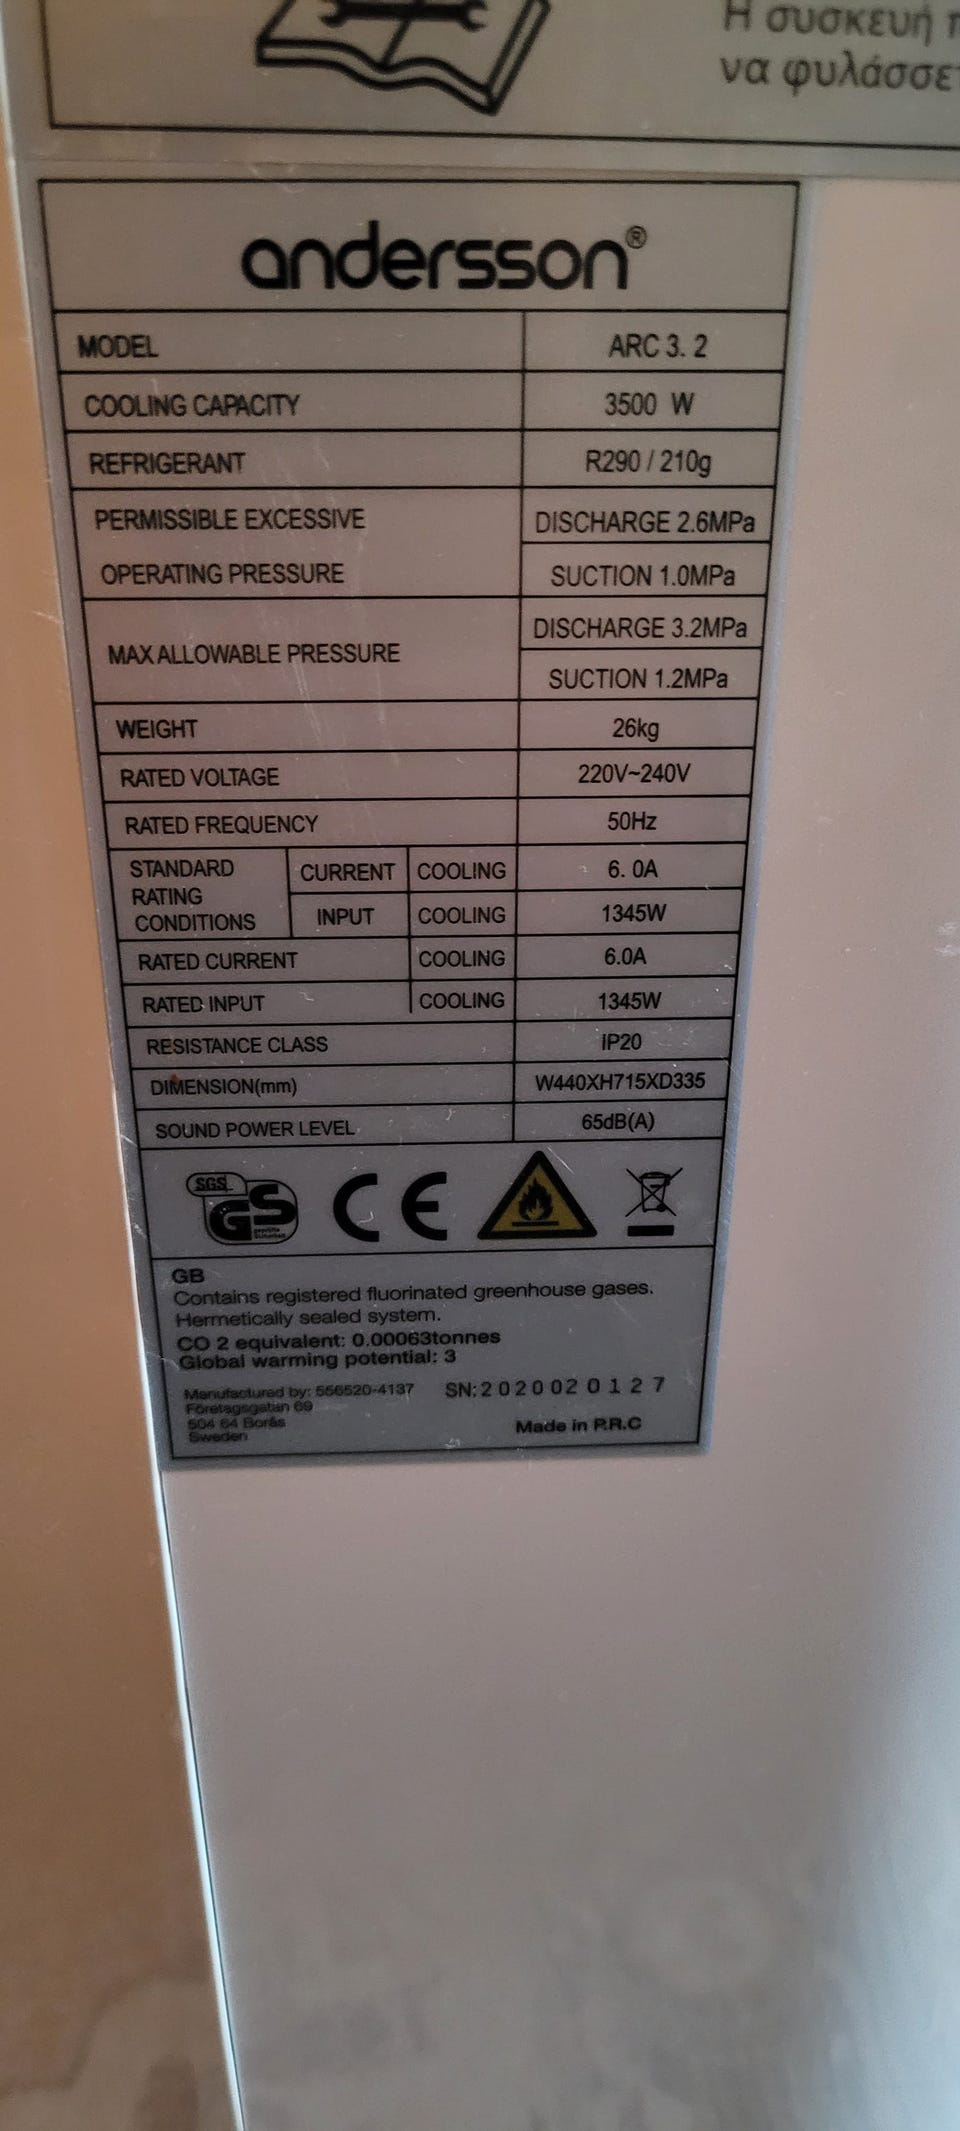 Η συσκευή
να φυλάσσετ
andersson®
MODEL ARC 3. 2
COOLING CAPACITY 3500 W
REFRIGERANT R290 / 210g
PERMISSIBLE EXCESSIVE DISCHARGE 2.6MPa
OPERATING PRESSURE SUCTION 1.0MPa
DISCHARGE 3.2MPa
MAX ALLOWABLE PRESSURE
SUCTION 1.2MPa
WEIGHT 26kg
RATED VOLTAGE 220V~240V
RATED FREQUENCY 50Hz
STANDARD RATING CONDITIONS CURRENT COOLING 6. 0A
INPUT COOLING 1345W
RATED CURRENT COOLING 6.0A
RATED INPUT COOLING 1345W
RESISTANCE CLASS IP20
DIMENSION(mm) W440XH715XD335
SOUND POWER LEVEL 65dB(A)
SGS GS CE
GB
Contains registered fluorinated greenhouse gases.
Hermetically sealed system.
CO 2 equivalent: 0.00063tonnes
Global warming potential: 3
Manufactured by: 556520-4137 SN:2020020127
Företagsgatan 69
504 64 Borås
Sweden
Made in P.R.C